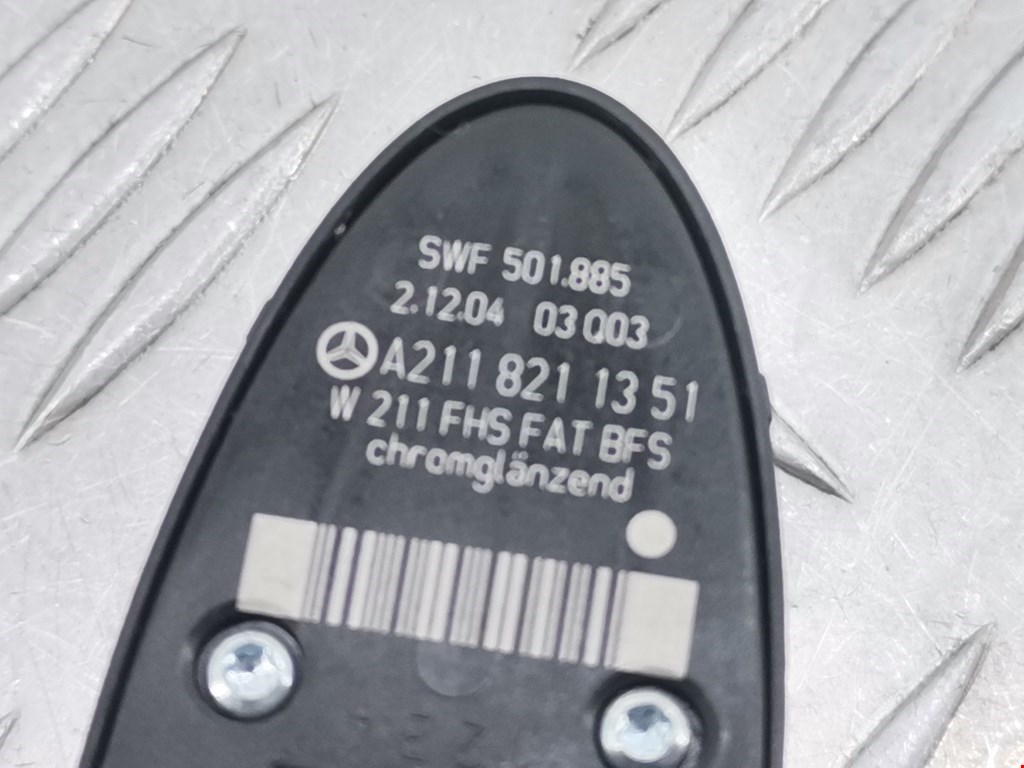 SWF 501.885
2.12.04 03 003
A211 821 13 51
W 211 FHS FAT BFS
chromglänzend